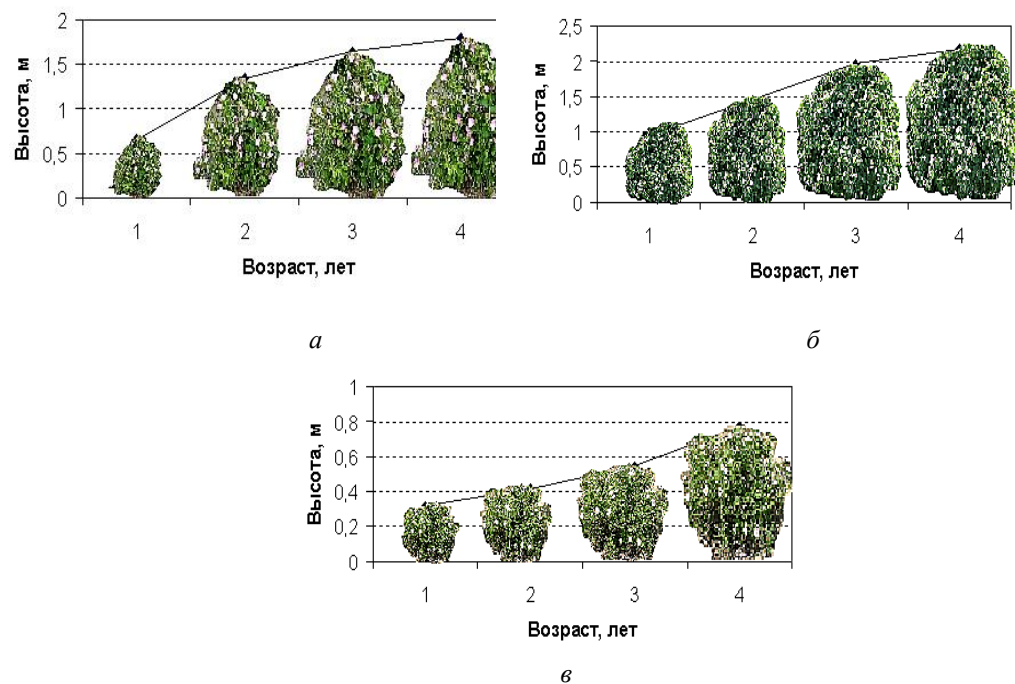 Высота, м
2
1,5
1
0,5
0
1 2 3 4
Возраст, лет
а
Высота, м
2,5
2
1,5
1
0,5
0
1 2 3 4
Возраст, лет
б
Высота, м
1
0,8
0,6
0,4
0,2
0
1 2 3 4
Возраст, лет
в